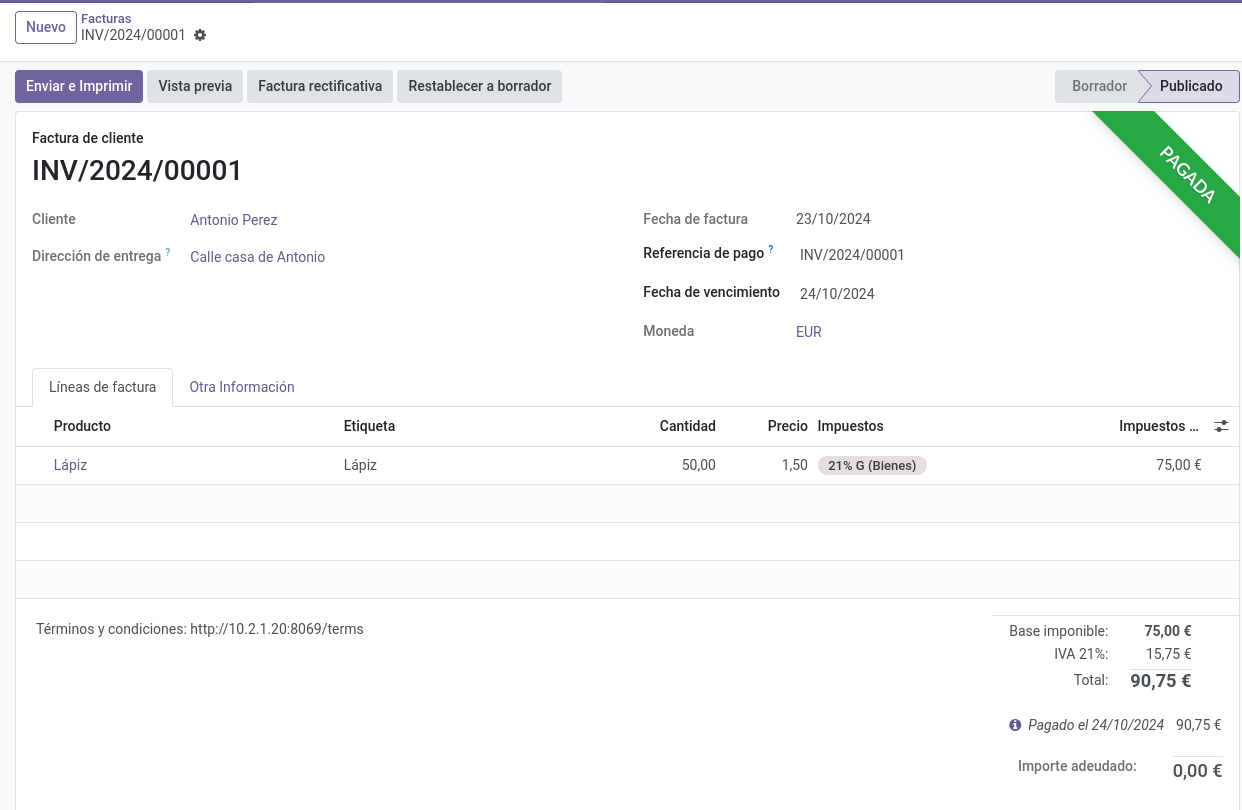 Nuevo
Facturas
INV/2024/00001
Enviar e Imprimir
Vista previa
Factura rectificativa
Restablecer a borrador
Borrador
Publicado
PAGADA
Factura de cliente
INV/2024/00001
Cliente Antonio Perez
Dirección de entrega ? Calle casa de Antonio
Fecha de factura 23/10/2024
Referencia de pago ? INV/2024/00001
Fecha de vencimiento 24/10/2024
Moneda EUR
Líneas de factura
Otra Información
Producto Etiqueta Cantidad Precio Impuestos Impuestos ...
Lápiz Lápiz 50,00 1,50 21% G (Bienes) 75,00 €
Términos y condiciones: http://10.2.1.20:8069/terms
Base imponible: 75,00 €
IVA 21%: 15,75 €
Total: 90,75 €
Pagado el 24/10/2024 90,75 €
Importe adeudado: 0,00 €